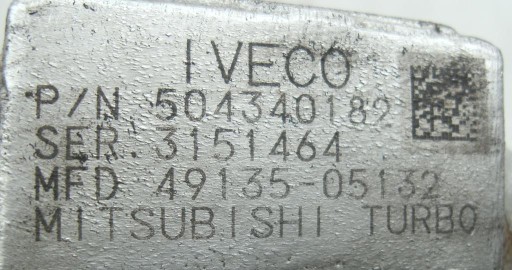 IVECO
P/N 504340182
SER. 3151464
MFD 49135-05132
MITSUBISHI TURBO